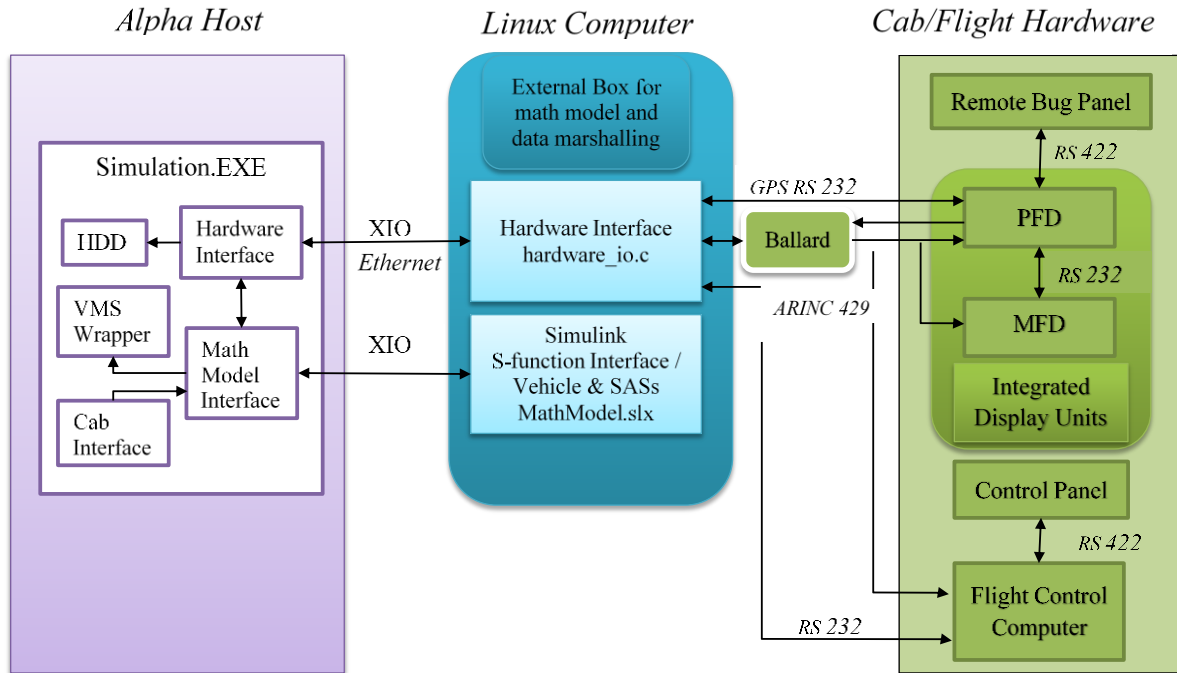 Alpha Host
Linux Computer
Cab/Flight Hardware
Simulation.EXE
HDD
Hardware
Interface
VMS
Wrapper
Math
Model
Interface
Cab
Interface
XIO
Ethernet
XIO
External Box for
math model and
data marshalling
Hardware Interface
hardware_io.c
Simulink
S-function Interface /
Vehicle & SASs
MathModel.slx
GPS RS 232
Ballard
ARINC 429
RS 232
Remote Bug Panel
RS 422
PFD
RS 232
MFD
Integrated
Display Units
Control Panel
RS 422
Flight Control
Computer